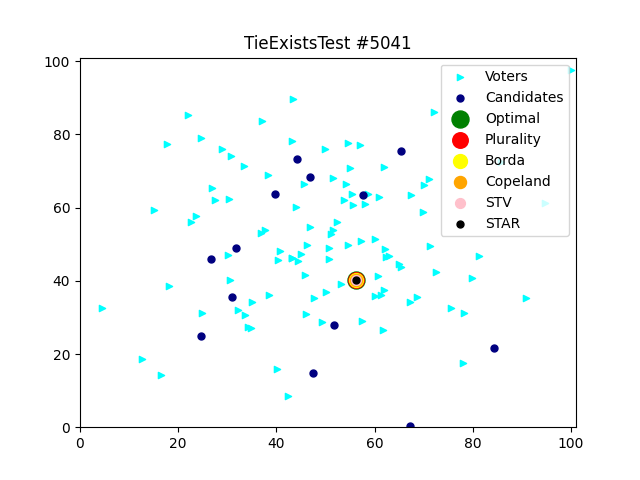 TieExistsTest #5041
100
80
60
40
20
0
0
20
40
60
80
100
Voters
Candidates
Optimal
Plurality
Borda
Copeland
STV
STAR